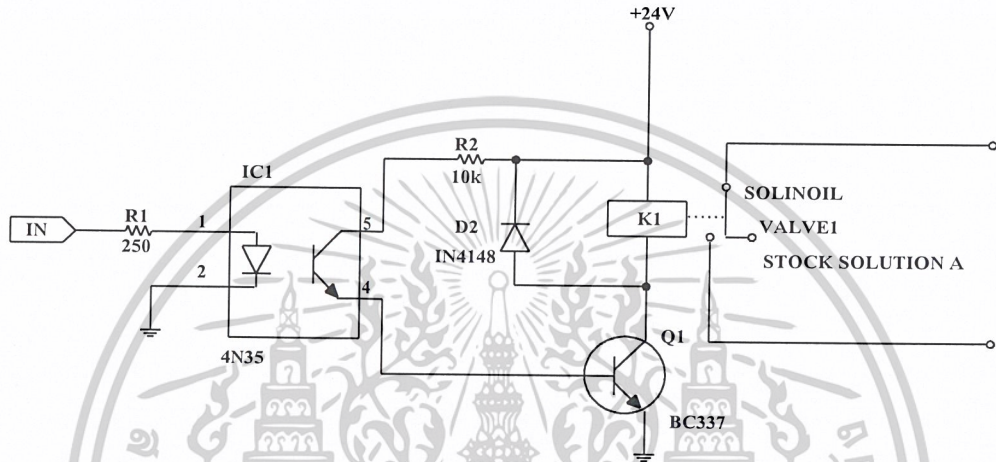 +24V
R2
10k
IC1
R1
250
IN
1
2
5
4
D2
IN4148
K1
SOLINOIL
VALVE1
STOCK SOLUTION A
4N35
Q1
BC337